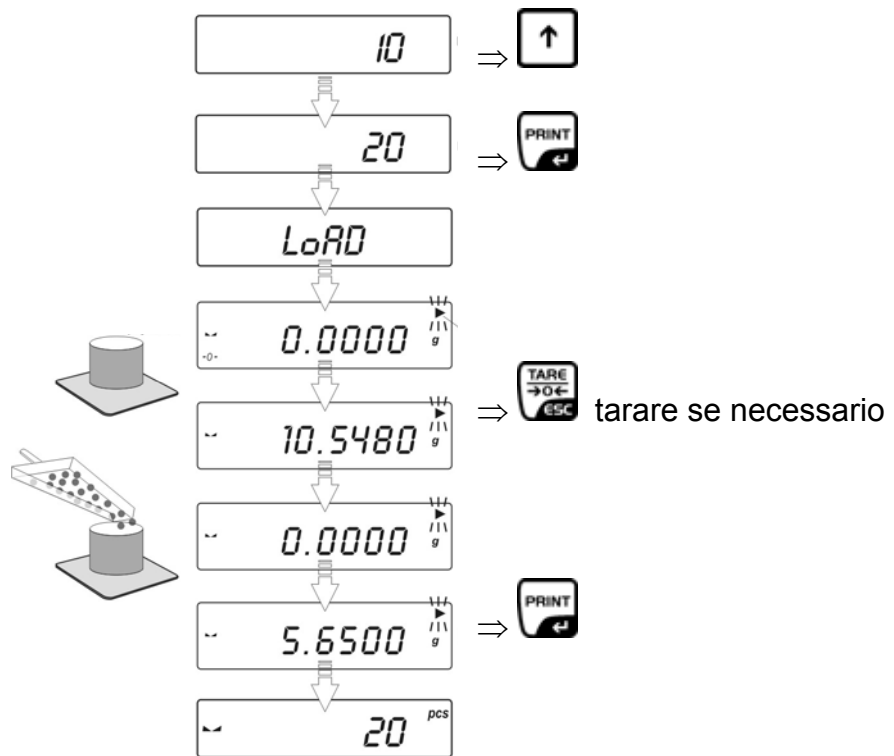 10 ⇒ ↑
20 ⇒ PRINT
LoAD
0.0000 g
-0-
10.5480 g ⇒ TARE →0← ESC tarare se necessario
0.0000 g
5.6500 g ⇒ PRINT
20 pcs